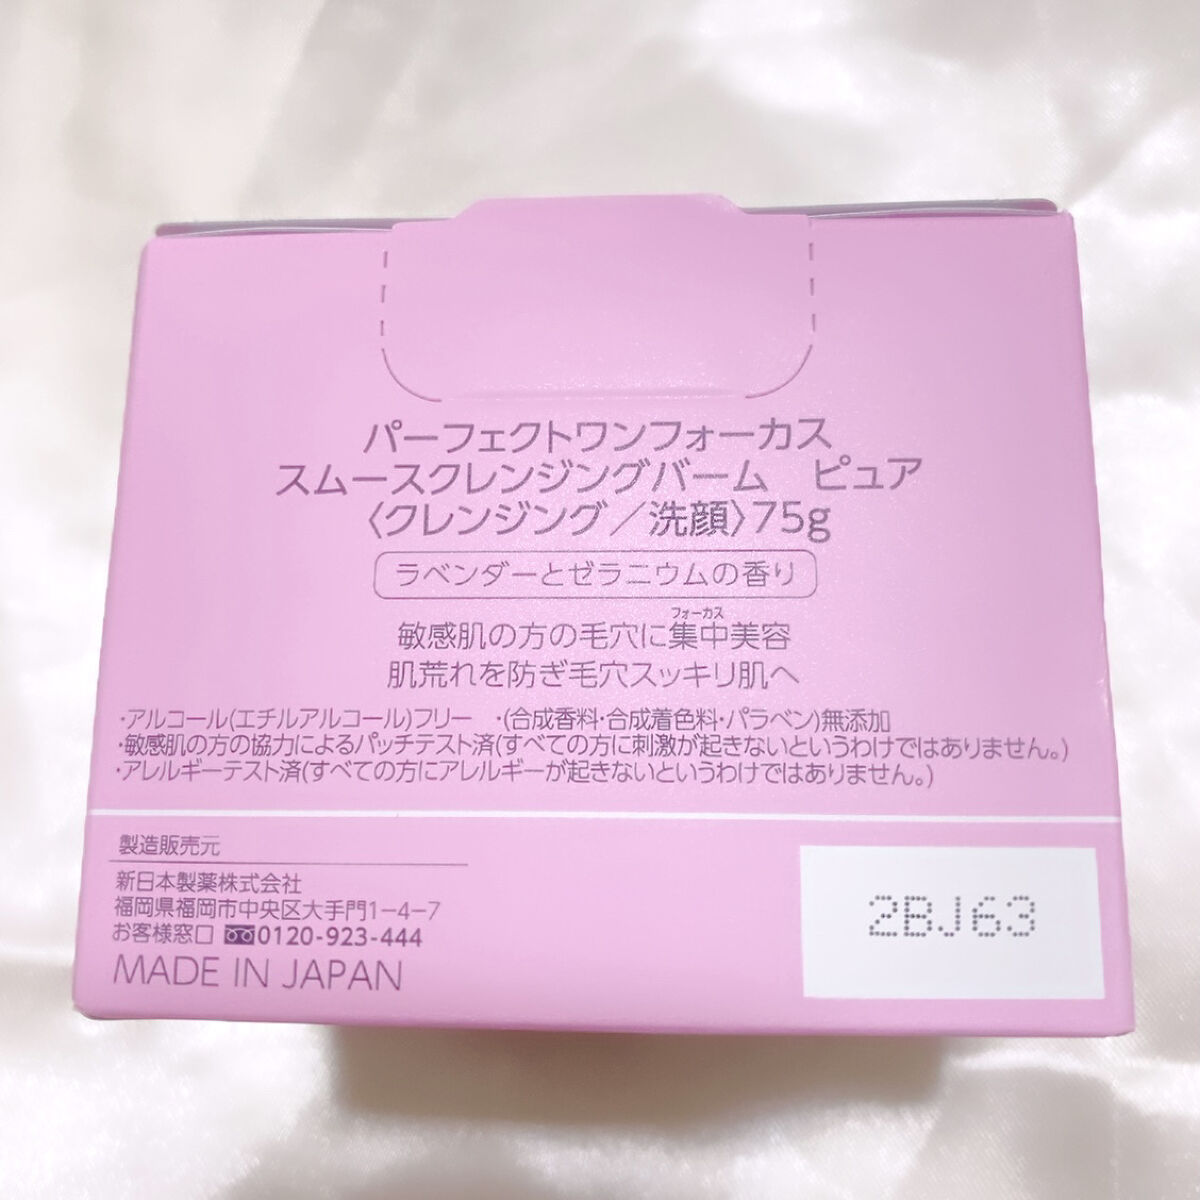 パーフェクトワンフォーカス
スムースクレンジングバーム　ピュア
〈クレンジング／洗顔〉75g
ラベンダーとゼラニウムの香り
フォーカス
敏感肌の方の毛穴に集中美容
肌荒れを防ぎ毛穴スッキリ肌へ
・アルコール(エチルアルコール)フリー　・(合成香料・合成着色料・パラベン)無添加
・敏感肌の方の協力によるパッチテスト済(すべての方に刺激が起きないというわけではありません。)
・アレルギーテスト済(すべての方にアレルギーが起きないというわけではありません。)
製造販売元
新日本製薬株式会社
福岡県福岡市中央区大手門1-4-7
お客様窓口 0120-923-444
MADE IN JAPAN
2BJ63